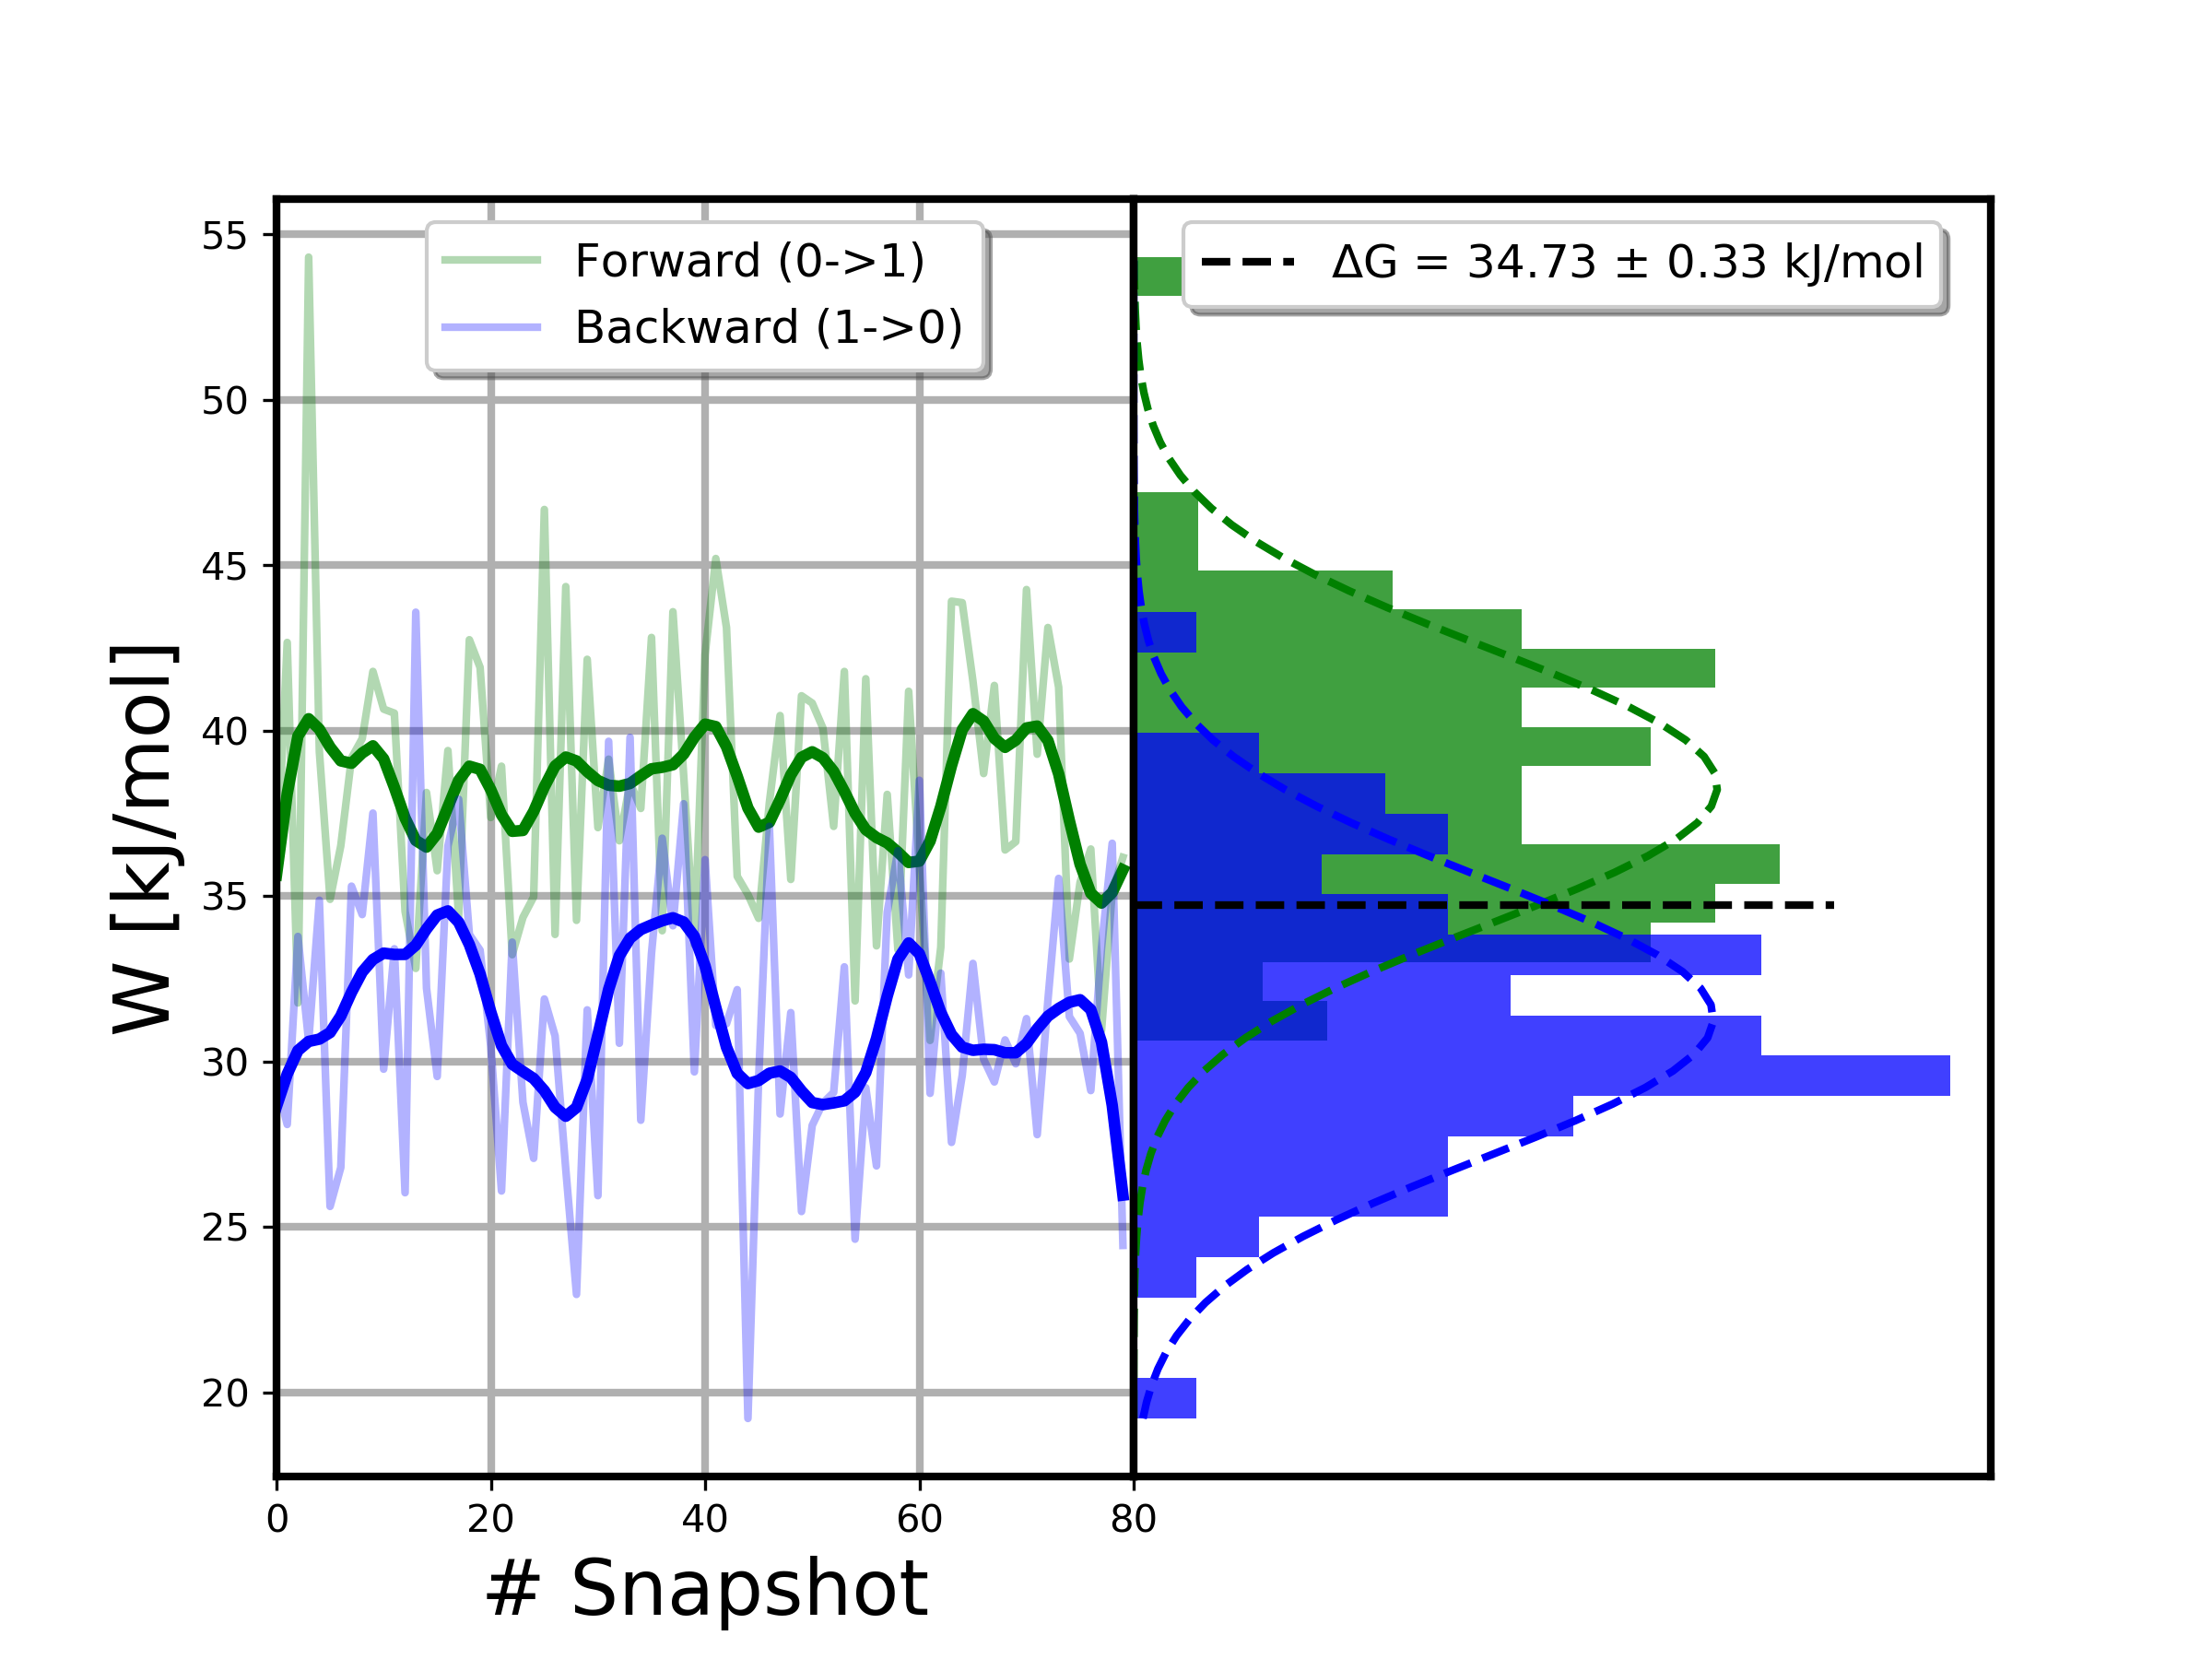 Forward (0->1)
Backward (1->0)
ΔG = 34.73 ± 0.33 kJ/mol
W [kJ/mol]
55
50
45
40
35
30
25
20
0 20 40 60 80
# Snapshot